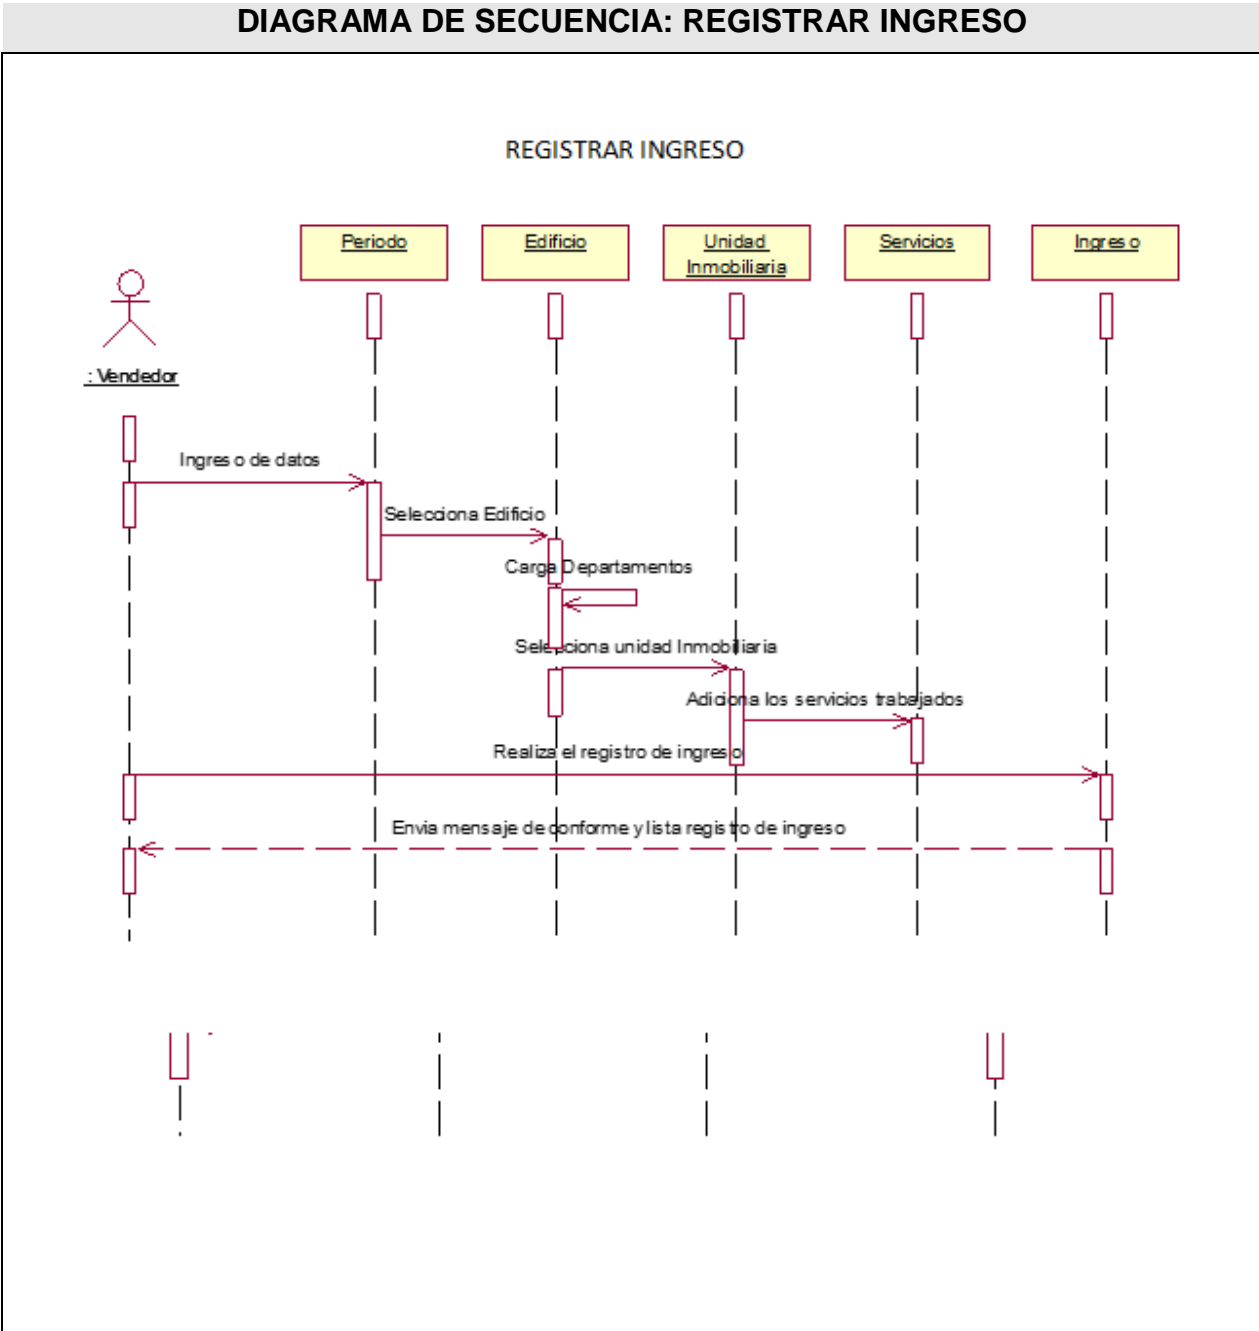 DIAGRAMA DE SECUENCIA: REGISTRAR INGRESO
REGISTRAR INGRESO
Periodo
Edificio
Unidad
Inmobiliaria
Servicios
Ingreso
: Vendedor
Ingreso de datos
Selecciona Edificio
Carga Departamentos
Selecciona unidad Inmobiliaria
Adiciona los servicios trabajados
Realiza el registro de ingreso
Envia mensaje de conforme y lista registro de ingreso